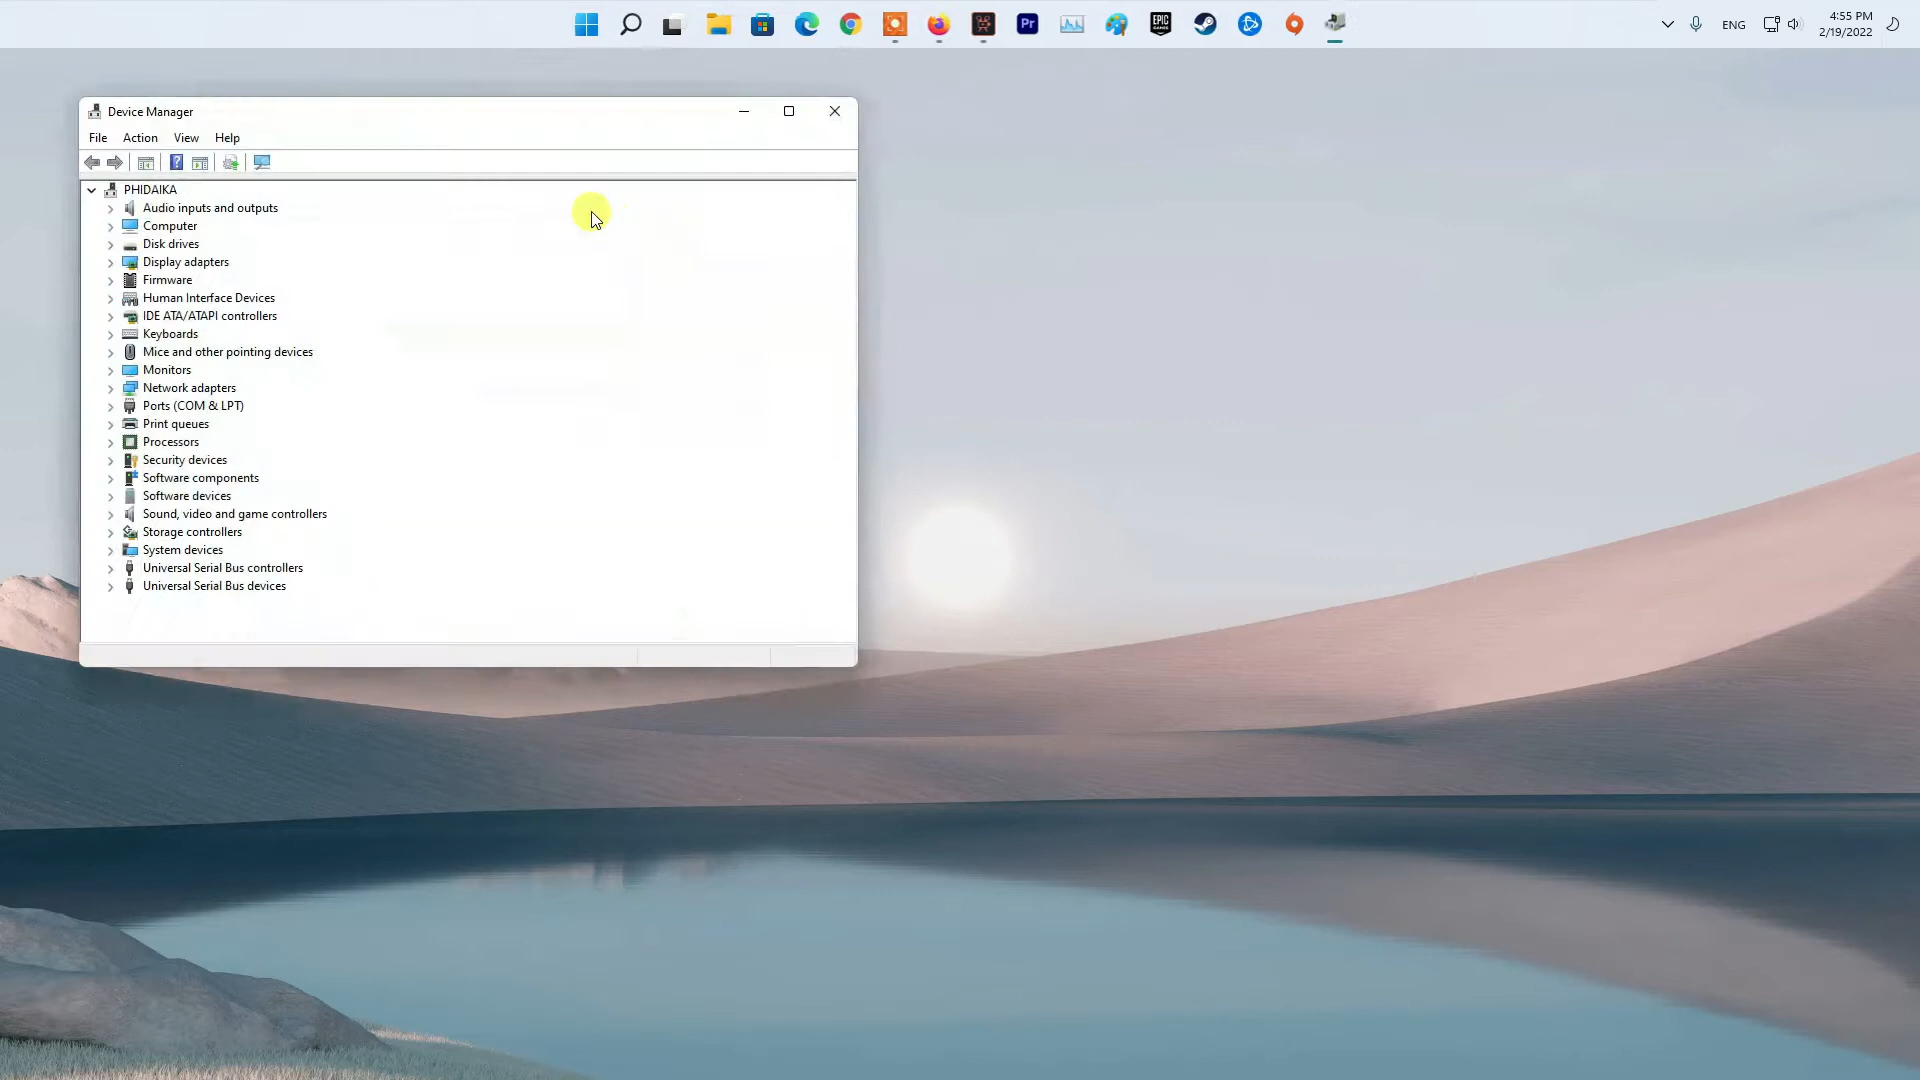 Pr
EPIC
GAMES
ENG
4:55 PM
2/19/2022
Device Manager
File Action View Help
PHIDAIKA
Audio inputs and outputs
Computer
Disk drives
Display adapters
Firmware
Human Interface Devices
IDE ATA/ATAPI controllers
Keyboards
Mice and other pointing devices
Monitors
Network adapters
Ports (COM & LPT)
Print queues
Processors
Security devices
Software components
Software devices
Sound, video and game controllers
Storage controllers
System devices
Universal Serial Bus controllers
Universal Serial Bus devices